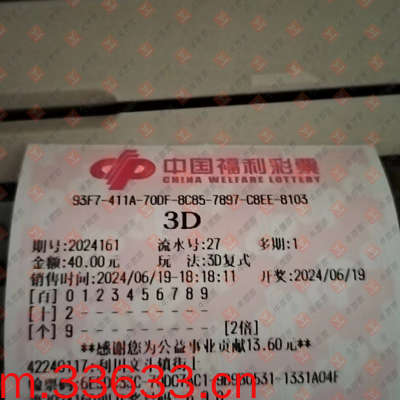 中国福利彩票
CHINA WELFARE LOTTERY
93F7-411A-70DF-8C85-7897-C8EE-8103
3D
期号:2024161 流水号:27 多期:1
金额:40.00元 玩 法:3D复式
销售时间:2024/06/19-18:18:11 开奖:2024/06/19
[百] 0 1 2 3 4 5 6 7 8 9
[十] 2 - - - - - - - - -
[个] 9 - - - - - - - - - [2倍]
**感谢您为公益事业贡献13.60元**
m.33633.cn